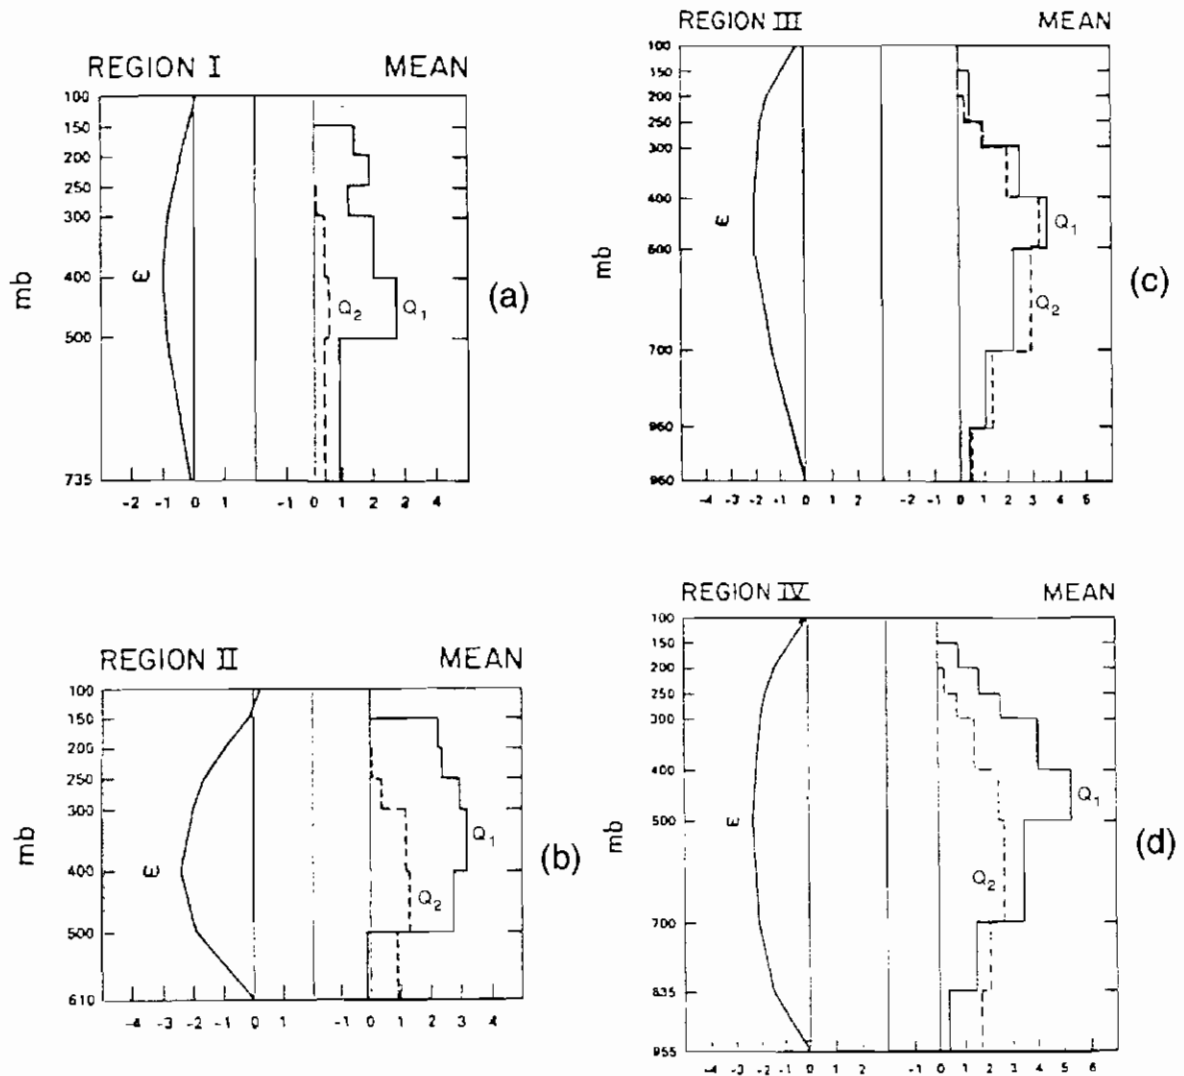 REGION I MEAN
100
150
200
250
300
400
500
735
mb
ω
Q2
Q1
(a)
-2 -1 0 1 0 1 2 3 4
REGION III MEAN
100
150
200
250
300
400
500
700
960
960
mb
ω
Q1
Q2
(c)
-4 -3 -2 -1 0 1 2 -2 -1 0 1 2 3 4 5
REGION II MEAN
100
150
200
250
300
400
500
610
mb
ω
Q1
Q2
(b)
-4 -3 -2 -1 0 1 -1 0 1 2 3 4
REGION IV MEAN
100
150
200
250
300
400
500
700
835
955
mb
ω
Q1
Q2
(d)
-4 -3 -2 -1 0 1 2 -1 0 1 2 3 4 5 6